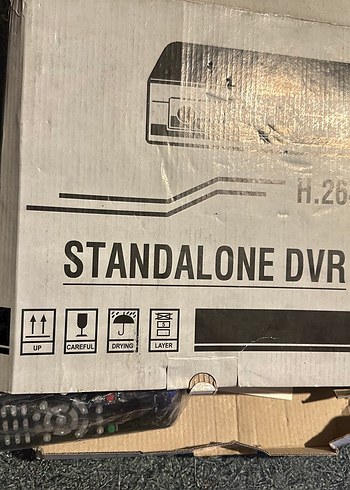 H.26
STANDALONE DVR
UP CAREFUL DRYING LAYER